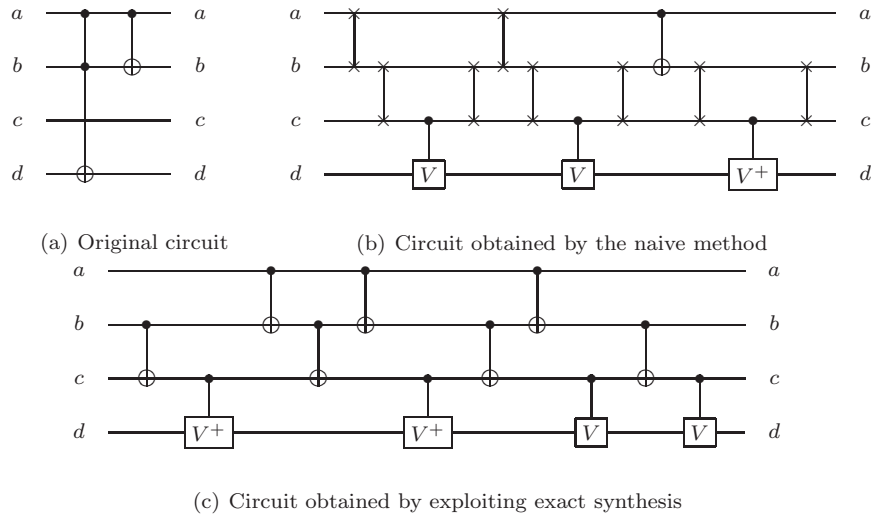 a a a a
b b b b
c c c c
d d V V V+ d
(a) Original circuit
(b) Circuit obtained by the naive method
a a
b b
c c
d V+ V+ V V d
(c) Circuit obtained by exploiting exact synthesis